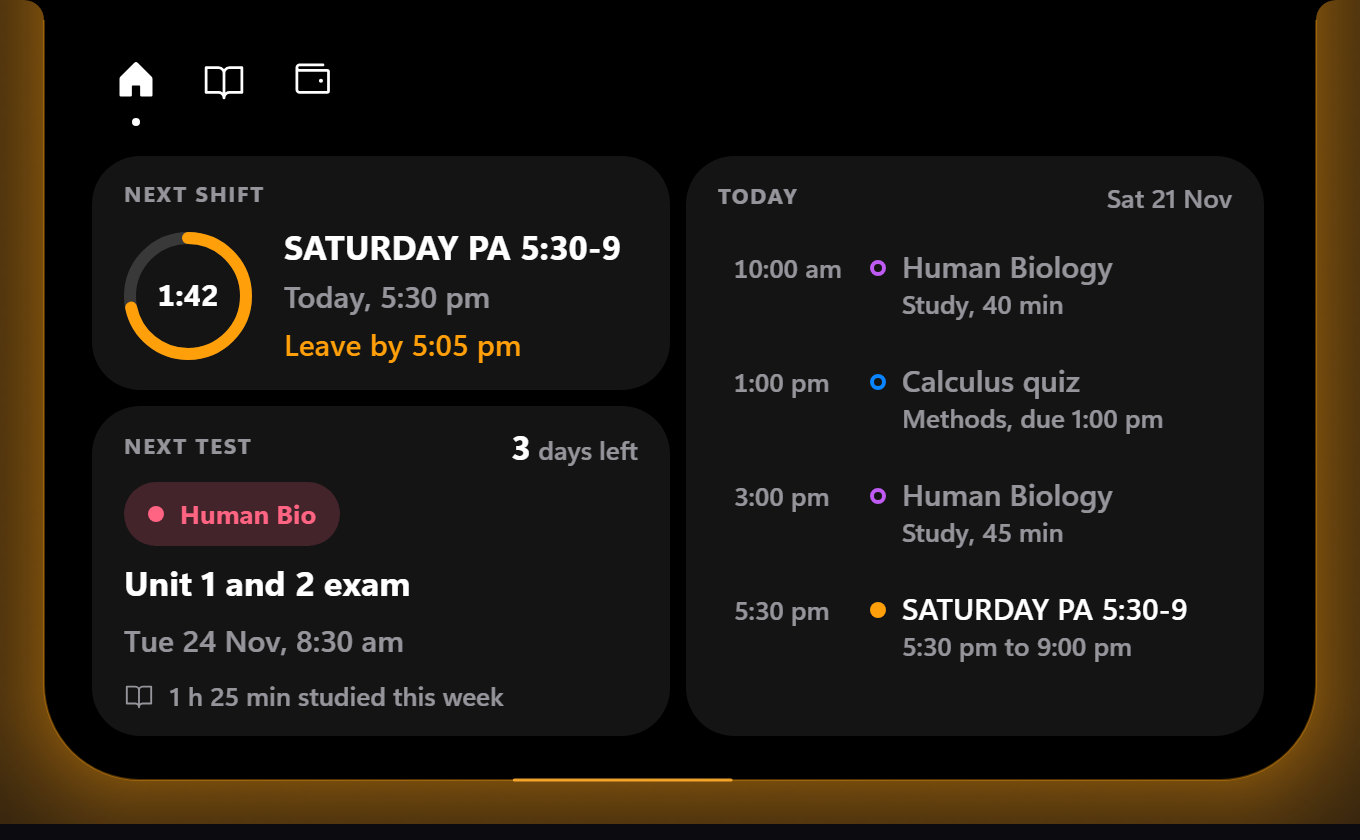 NEXT SHIFT
1:42
SATURDAY PA 5:30-9
Today, 5:30 pm
Leave by 5:05 pm
NEXT TEST
3 days left
Human Bio
Unit 1 and 2 exam
Tue 24 Nov, 8:30 am
1 h 25 min studied this week
TODAY
Sat 21 Nov
10:00 am
Human Biology
Study, 40 min
1:00 pm
Calculus quiz
Methods, due 1:00 pm
3:00 pm
Human Biology
Study, 45 min
5:30 pm
SATURDAY PA 5:30-9
5:30 pm to 9:00 pm